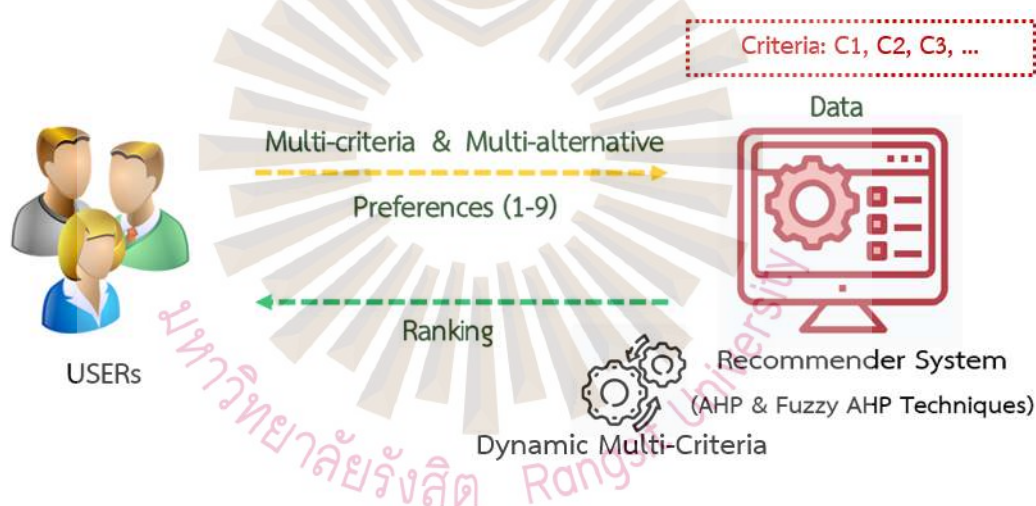 Criteria: C1, C2, C3, ...
Data
Multi-criteria & Multi-alternative
Preferences (1-9)
Ranking
USERs
Recommender System
(AHP & Fuzzy AHP Techniques)
Dynamic Multi-Criteria
มหาวิทยาลัยรังสิต Rangsit University